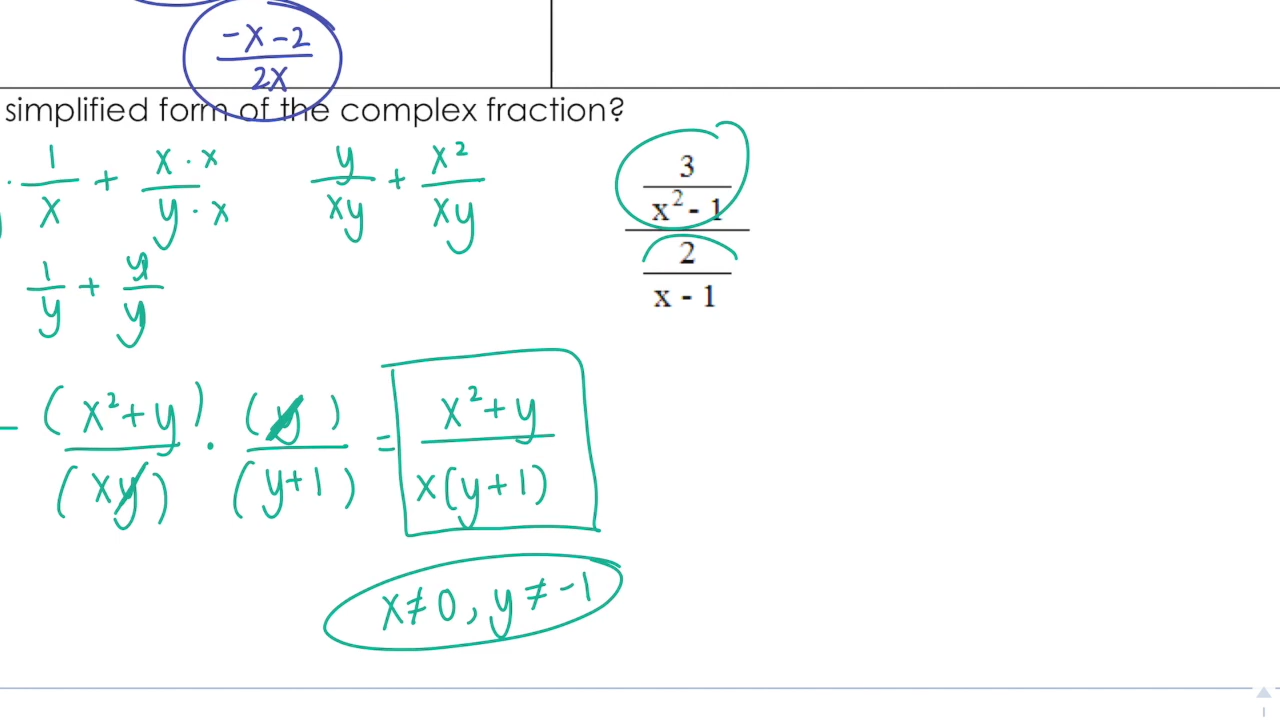 -x-2
2x
simplified form of the complex fraction?
· 1/x + x·x/y·x
y/xy + x²/xy
1/y + y/y
(x²+y)/(xy) · (y)/(y+1) = x²+y/x(y+1)
x≠0, y≠-1
3
x² - 1
2
x - 1